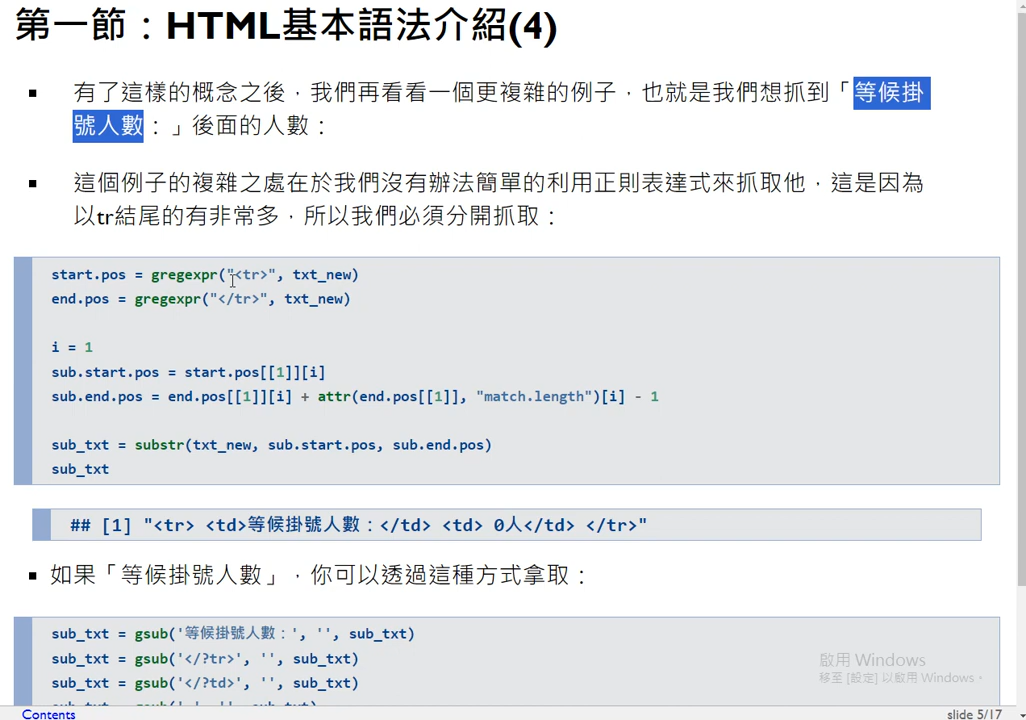 第一節：HTML基本語法介紹(4)
有了這樣的概念之後，我們再看看一個更複雜的例子，也就是我們想抓到「等候掛
號人數：」後面的人數：
這個例子的複雜之處在於我們沒有辦法簡單的利用正則表達式來抓取他，這是因為
以tr結尾的有非常多，所以我們必須分開抓取：
start.pos = gregexpr("<tr>", txt_new)
end.pos = gregexpr("</tr>", txt_new)
i = 1
sub.start.pos = start.pos[[1]][i]
sub.end.pos = end.pos[[1]][i] + attr(end.pos[[1]], "match.length")[i] - 1
sub_txt = substr(txt_new, sub.start.pos, sub.end.pos)
sub_txt
## [1] "<tr> <td>等候掛號人數：</td> <td> 0人</td> </tr>"
如果「等候掛號人數」，你可以透過這種方式拿取：
sub_txt = gsub('等候掛號人數：', '', sub_txt)
sub_txt = gsub('</?tr>', '', sub_txt)
sub_txt = gsub('</?td>', '', sub_txt)
啟用 Windows
移至 [設定] 以啟用 Windows。
Contents
slide 5/17